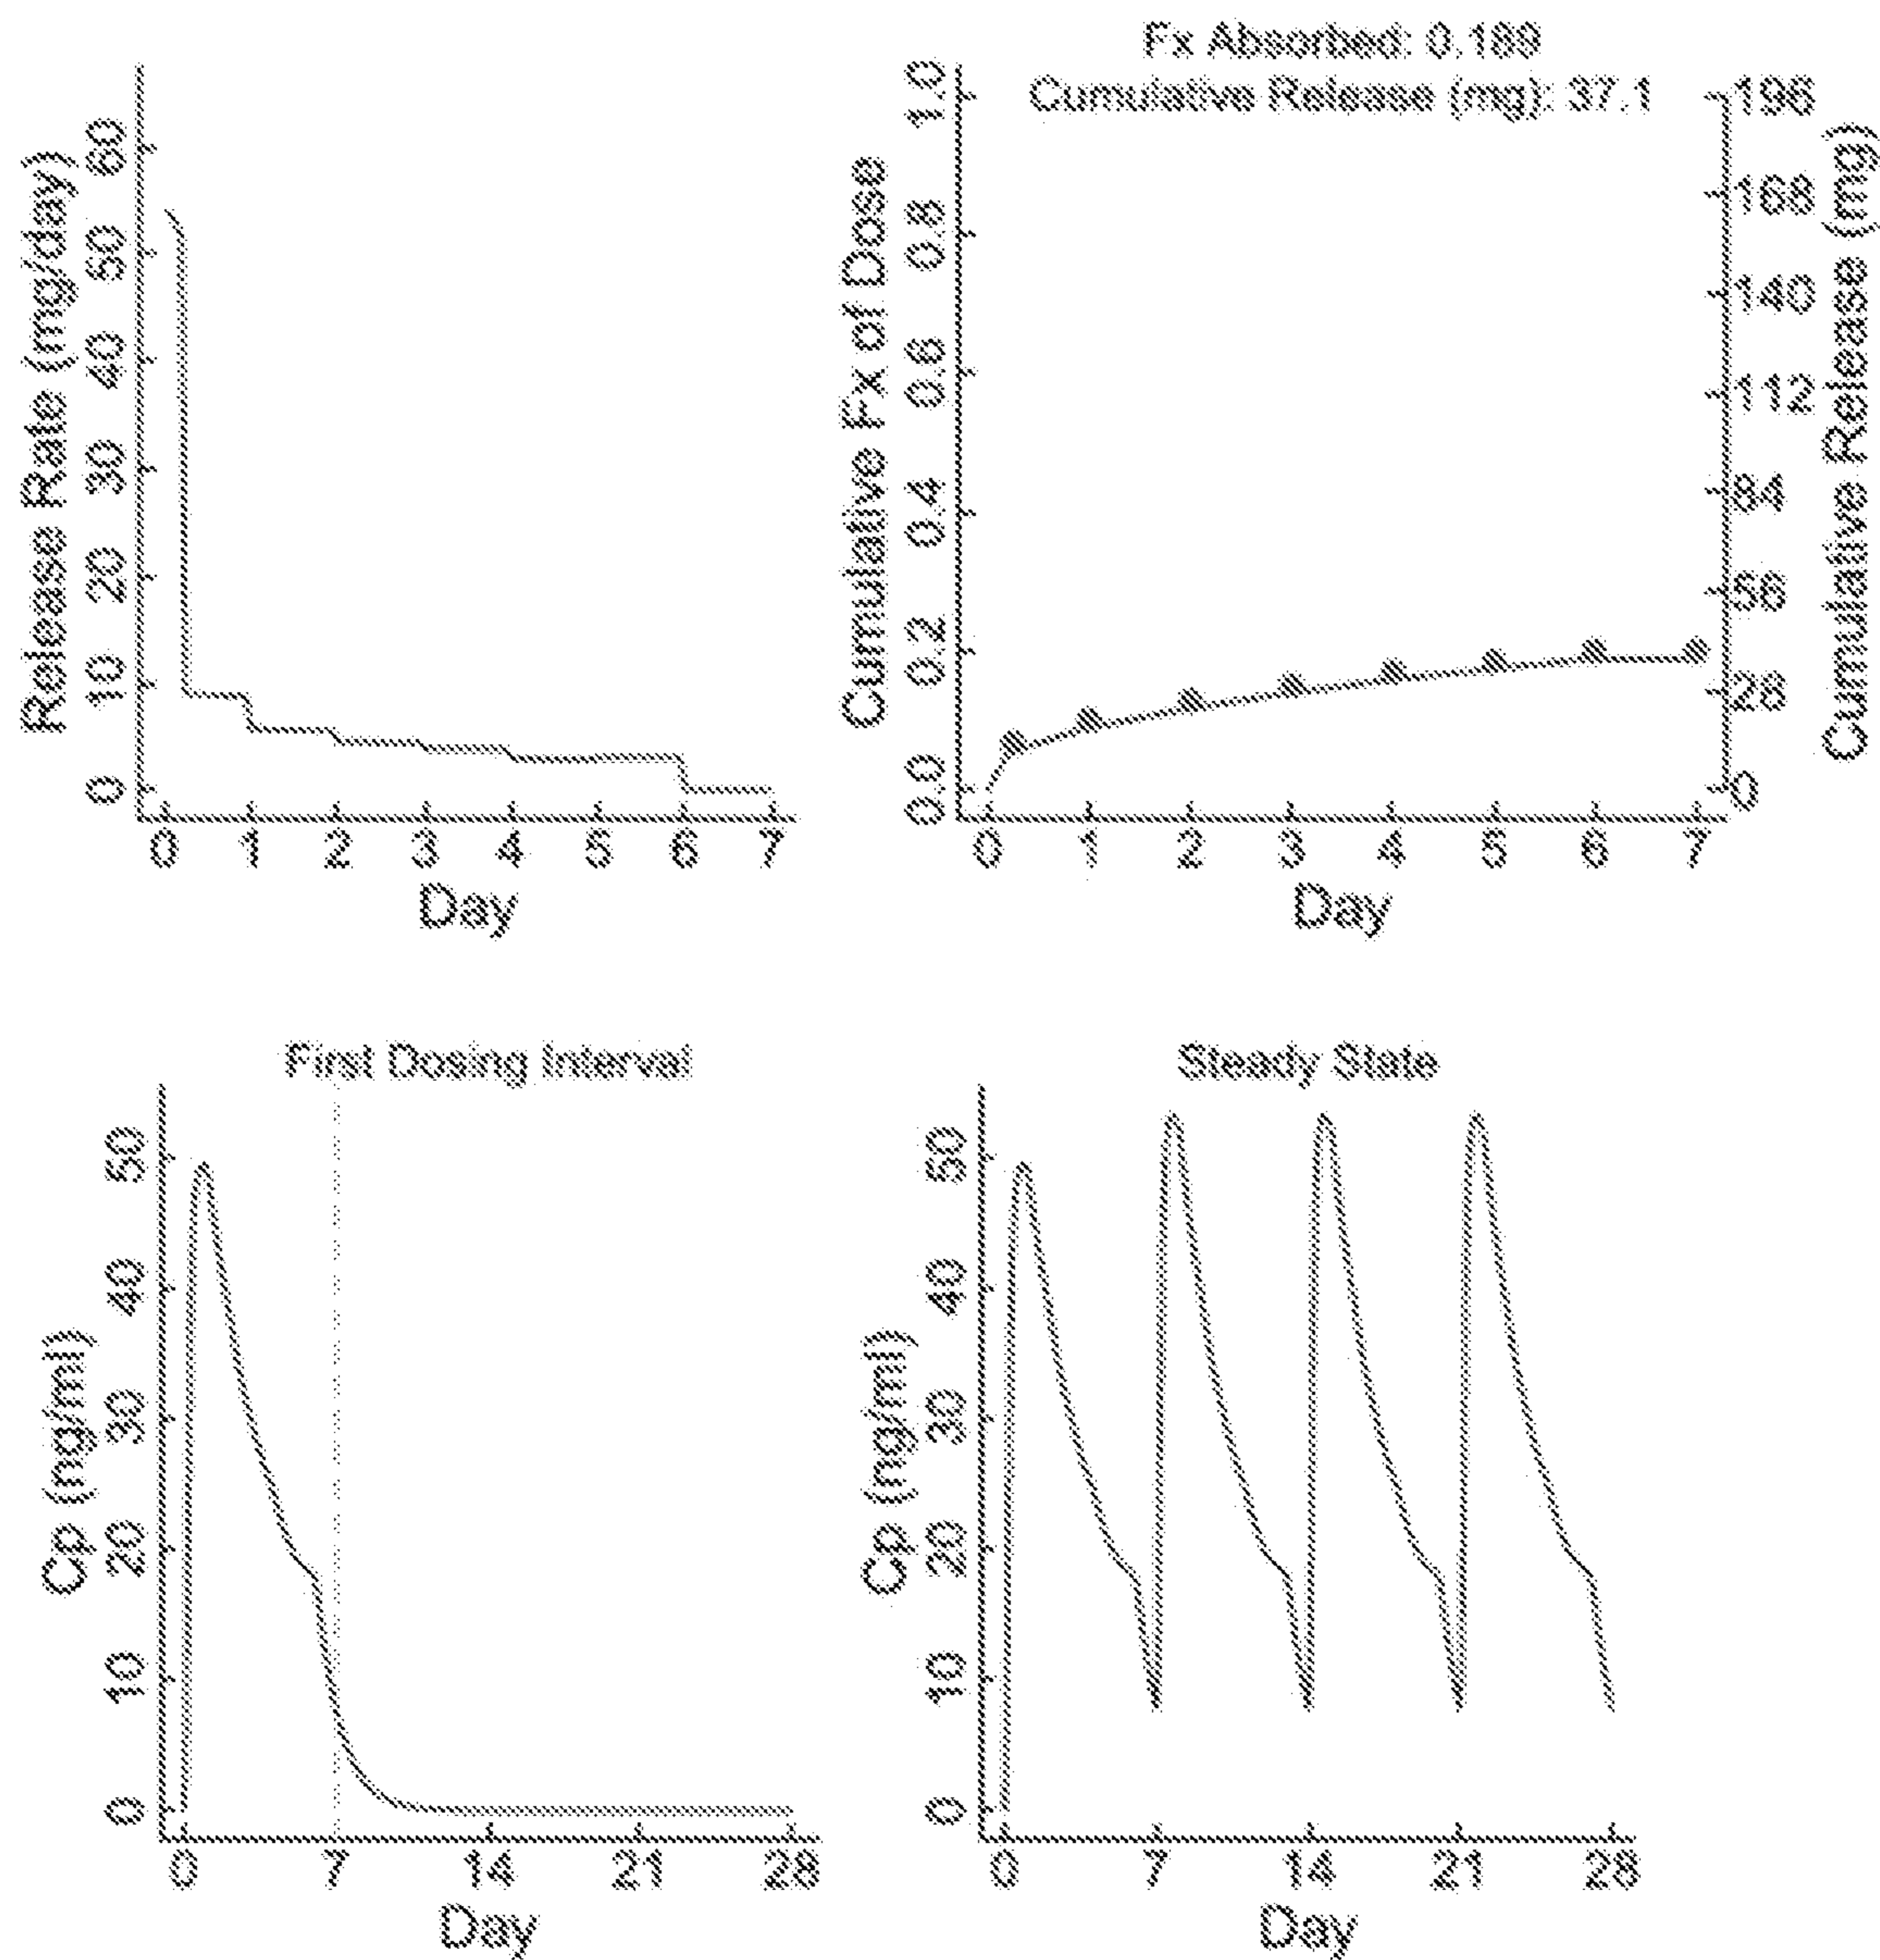 Release Rate (mg/day)
60
50
40
30
20
10
0
0 1 2 3 4 5 6 7
Day
Fx Absorbed: 0.189
Cumulative Release (mg): 37.1
Cumulative Fx of Dose
1.0
0.8
0.6
0.4
0.2
0.0
196
168
140
112
84
56
28
0
Cumulative Release (mg)
0 1 2 3 4 5 6 7
Day
First Dosing Interval
Cp (ng/ml)
50
40
30
20
10
0
0 7 14 21 28
Day
Steady State
Cp (ng/ml)
50
40
30
20
10
0
0 7 14 21 28
Day